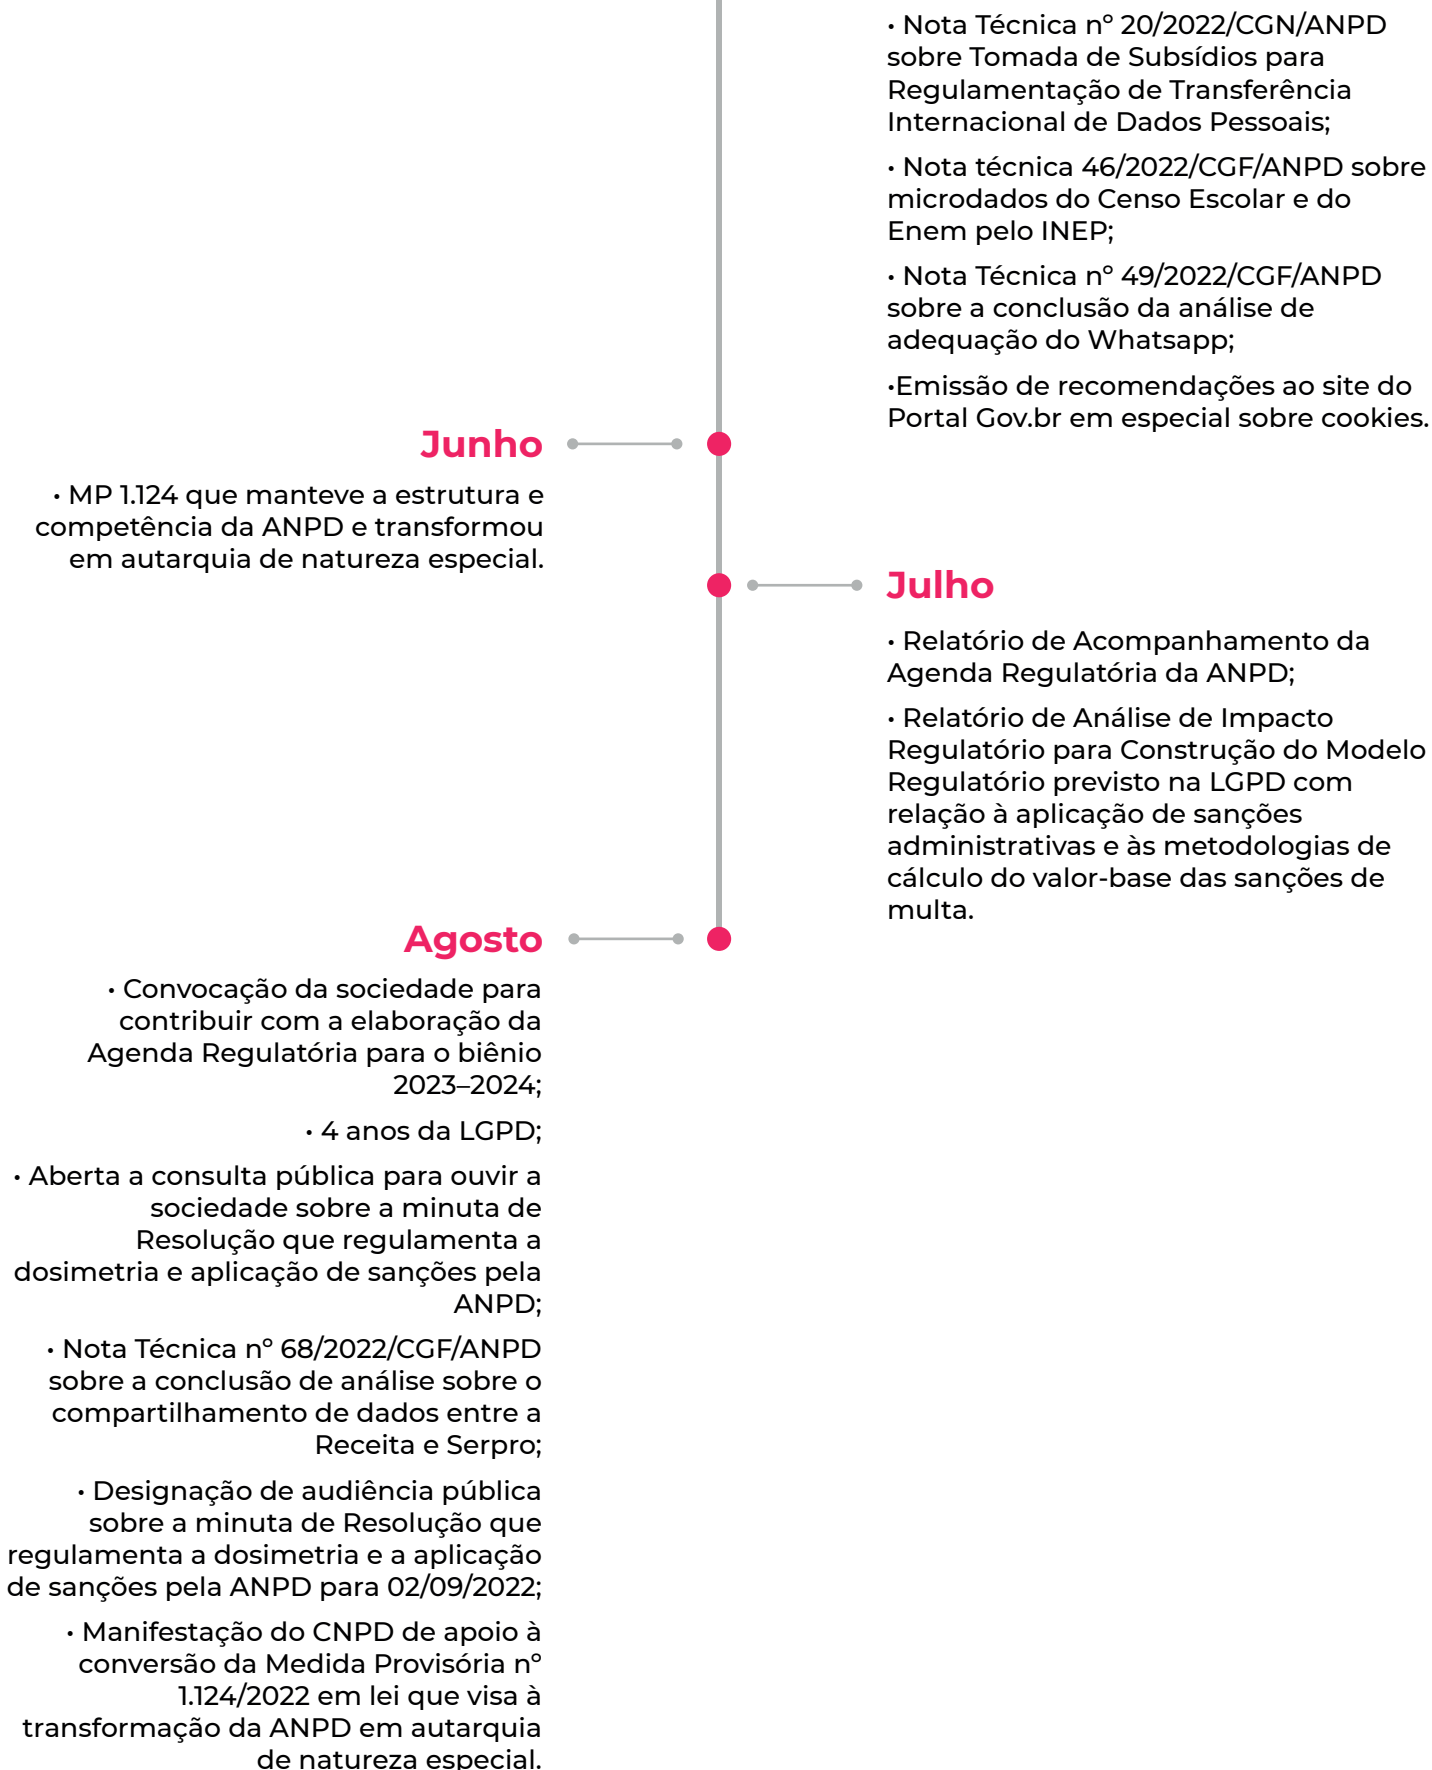 • Nota Técnica nº 20/2022/CGN/ANPD
sobre Tomada de Subsídios para
Regulamentação de Transferência
Internacional de Dados Pessoais;
• Nota técnica 46/2022/CGF/ANPD sobre
microdados do Censo Escolar e do
Enem pelo INEP;
• Nota Técnica nº 49/2022/CGF/ANPD
sobre a conclusão da análise de
adequação do Whatsapp;
•Emissão de recomendações ao site do
Portal Gov.br em especial sobre cookies.
Junho
• MP 1.124 que manteve a estrutura e
competência da ANPD e transformou
em autarquia de natureza especial.
Julho
• Relatório de Acompanhamento da
Agenda Regulatória da ANPD;
• Relatório de Análise de Impacto
Regulatório para Construção do Modelo
Regulatório previsto na LGPD com
relação à aplicação de sanções
administrativas e às metodologias de
cálculo do valor-base das sanções de
multa.
Agosto
• Convocação da sociedade para
contribuir com a elaboração da
Agenda Regulatória para o biênio
2023–2024;
• 4 anos da LGPD;
• Aberta a consulta pública para ouvir a
sociedade sobre a minuta de
Resolução que regulamenta a
dosimetria e aplicação de sanções pela
ANPD;
• Nota Técnica nº 68/2022/CGF/ANPD
sobre a conclusão de análise sobre o
compartilhamento de dados entre a
Receita e Serpro;
• Designação de audiência pública
sobre a minuta de Resolução que
regulamenta a dosimetria e a aplicação
de sanções pela ANPD para 02/09/2022;
• Manifestação do CNPD de apoio à
conversão da Medida Provisória nº
1.124/2022 em lei que visa à
transformação da ANPD em autarquia
de natureza especial.